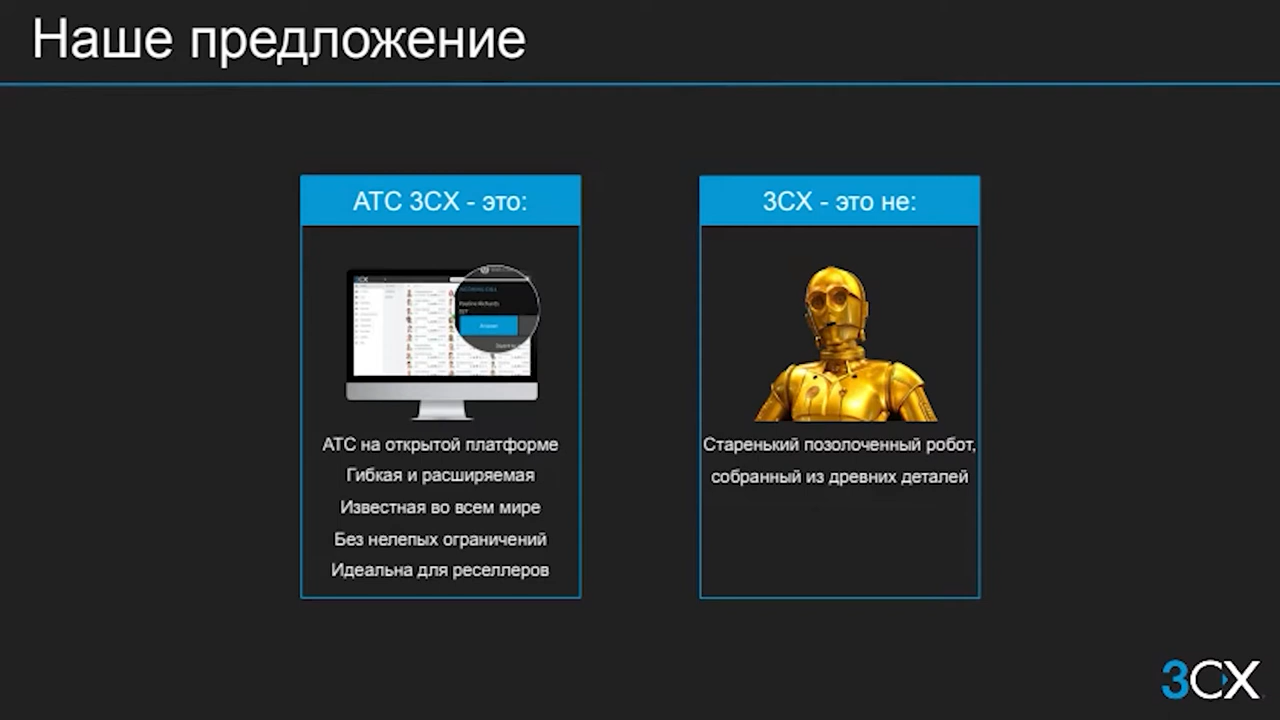 Наше предложение
АТС 3CX - это:
АТС на открытой платформе
Гибкая и расширяемая
Известная во всем мире
Без нелепых ограничений
Идеальна для реселлеров
3CX - это не:
Старенький позолоченный робот,
собранный из древних деталей
3CX